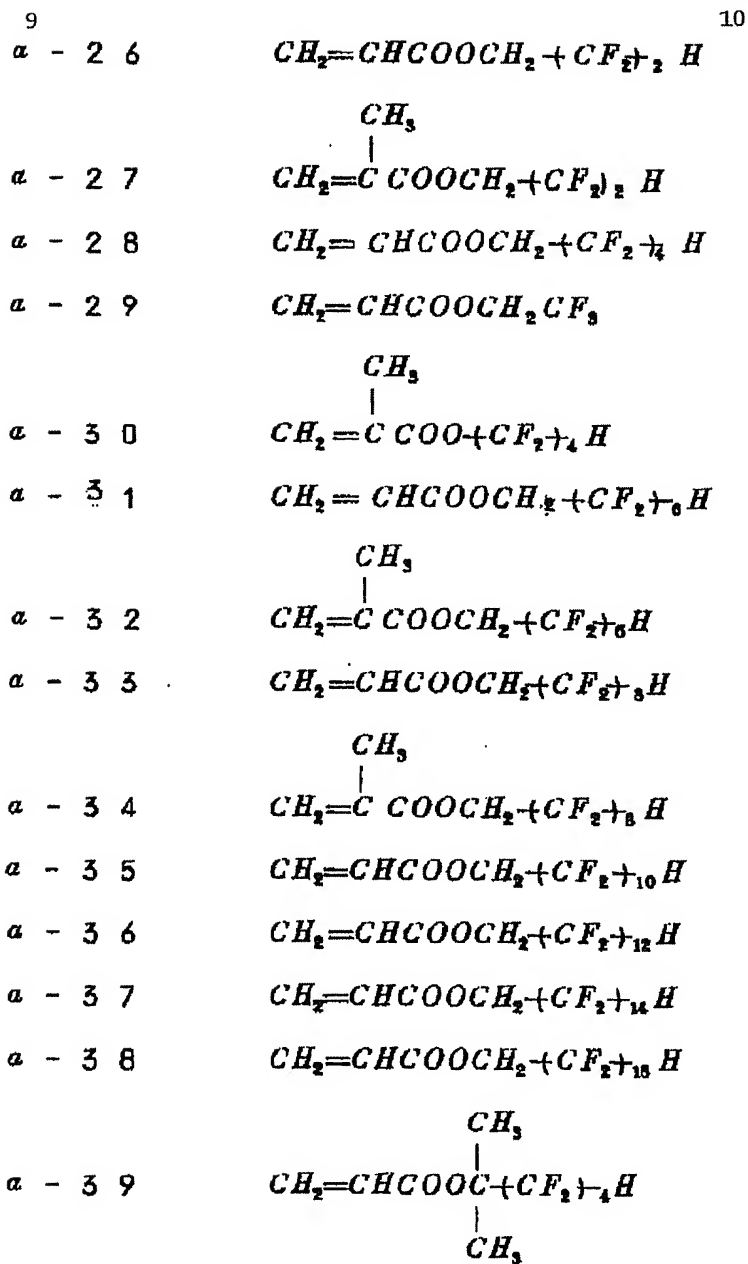 9 10
a - 26 CH₂=CHCOOCH₂(CF₂)₂ H
CH₃
|
a - 27 CH₂=C COOCH₂(CF₂)₂ H
a - 28 CH₂= CHCOOCH₂(CF₂)₄ H
a - 29 CH₂=CHCOOCH₂CF₃
CH₃
|
a - 30 CH₂=C COO(CF₂)₄ H
a - 31 CH₂= CHCOOCH₂(CF₂)₆H
CH₃
|
a - 32 CH₂=C COOCH₂(CF₂)₆H
a - 33 CH₂=CHCOOCH₂(CF₂)₈H
CH₃
|
a - 34 CH₂=C COOCH₂(CF₂)₈H
a - 35 CH₂=CHCOOCH₂(CF₂)₁₀H
a - 36 CH₂=CHCOOCH₂(CF₂)₁₂H
a - 37 CH₂=CHCOOCH₂(CF₂)₁₄H
a - 38 CH₂=CHCOOCH₂(CF₂) H
CH₃
|
a - 39 CH₂=CHCOOC(CF₂)₄H
|
CH₃